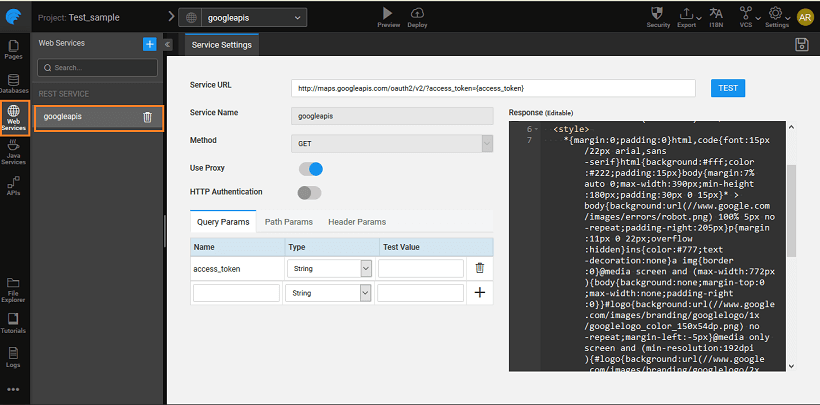 Project: Test_sample
googleapis
Preview
Deploy
Security
Export
I18N
VCS
Settings
AR
Pages
Databases
Web
Services
Java
Services
APIs
File
Explorer
Tutorials
Logs
Web Services
Search...
REST SERVICE
googleapis
Service Settings
Service URL
http://maps.googleapis.com/oauth2/v2/?access_token={access_token}
TEST
Service Name
googleapis
Method
GET
Use Proxy
HTTP Authentication
Query Params
Path Params
Header Params
Name
Type
Test Value
access_token
String
String
Response (Editable)
6
<style>
7
*{margin:0;padding:0}html,code{font:15px
/22px arial,sans
-serif}html{background:#fff;color
:#222;padding:15px}body{margin:7%
auto 0;max-width:390px;min-height
:180px;padding:30px 0 15px}* >
body{background:url(//www.google.com
/images/errors/robot.png) 100% 5px no
-repeat;padding-right:205px}p{margin
:11px 0 22px;overflow
:hidden}ins{color:#777;text
-decoration:none}a img{border
:0}@media screen and (max-width:772px
){body{background:none;margin-top:0
;max-width:none;padding-right
:0}}#logo{background:url(//www.google
.com/images/branding/googlelogo/1x
/googlelogo_color_150x54dp.png) no
-repeat;margin-left:-5px}@media only
screen and (min-resolution:192dpi
){#logo{background:url(//www.google
.com/images/branding/googlelogo/2x